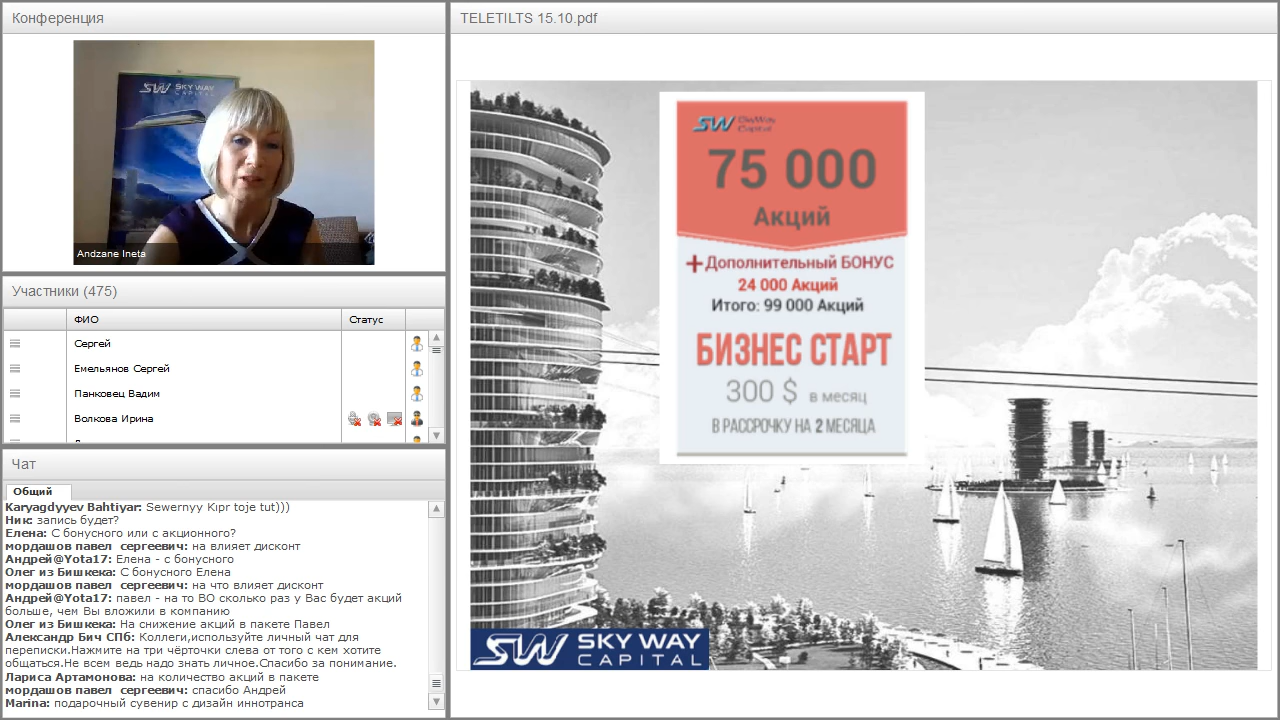 Конференция
SW SKY WAY
CAPITAL
Andzane Ineta
Участники (475)
ФИО
Статус
Сергей
Емельянов Сергей
Панковец Вадим
Волкова Ирина
Чат
Общий
Karyagdyyev Bahtiyar: Sewernyy Kipr toje tut)))
Ник: запись будет?
Елена: С бонусного или с акционного?
мордашов павел сергеевич: на влияет дисконт
Андрей@Yota17: Елена - с бонусного
Олег из Бишкека: С бонусного Елена
мордашов павел сергеевич: на что влияет дисконт
Андрей@Yota17: павел - на то ВО сколько раз у Вас будет акций
больше, чем Вы вложили в компанию
Олег из Бишкека: На снижение акций в пакете Павел
Александр Бич СПб: Коллеги,используйте личный чат для
переписки.Нажмите на три чёрточки слева от того с кем хотите
общаться.Не всем ведь надо знать личное.Спасибо за понимание.
Лариса Артамонова: на количество акций в пакете
мордашов павел сергеевич: спасибо Андрей
Marina: подарочный сувенир с дизайн иннотранса
TELETILTS 15.10.pdf
SW SkyWay
Capital
75 000
Акций
+Дополнительный БОНУС
24 000 Акций
Итого: 99 000 Акций
БИЗНЕС СТАРТ
300 $ в месяц
В РАССРОЧКУ НА 2 МЕСЯЦА
SW SKY WAY
CAPITAL